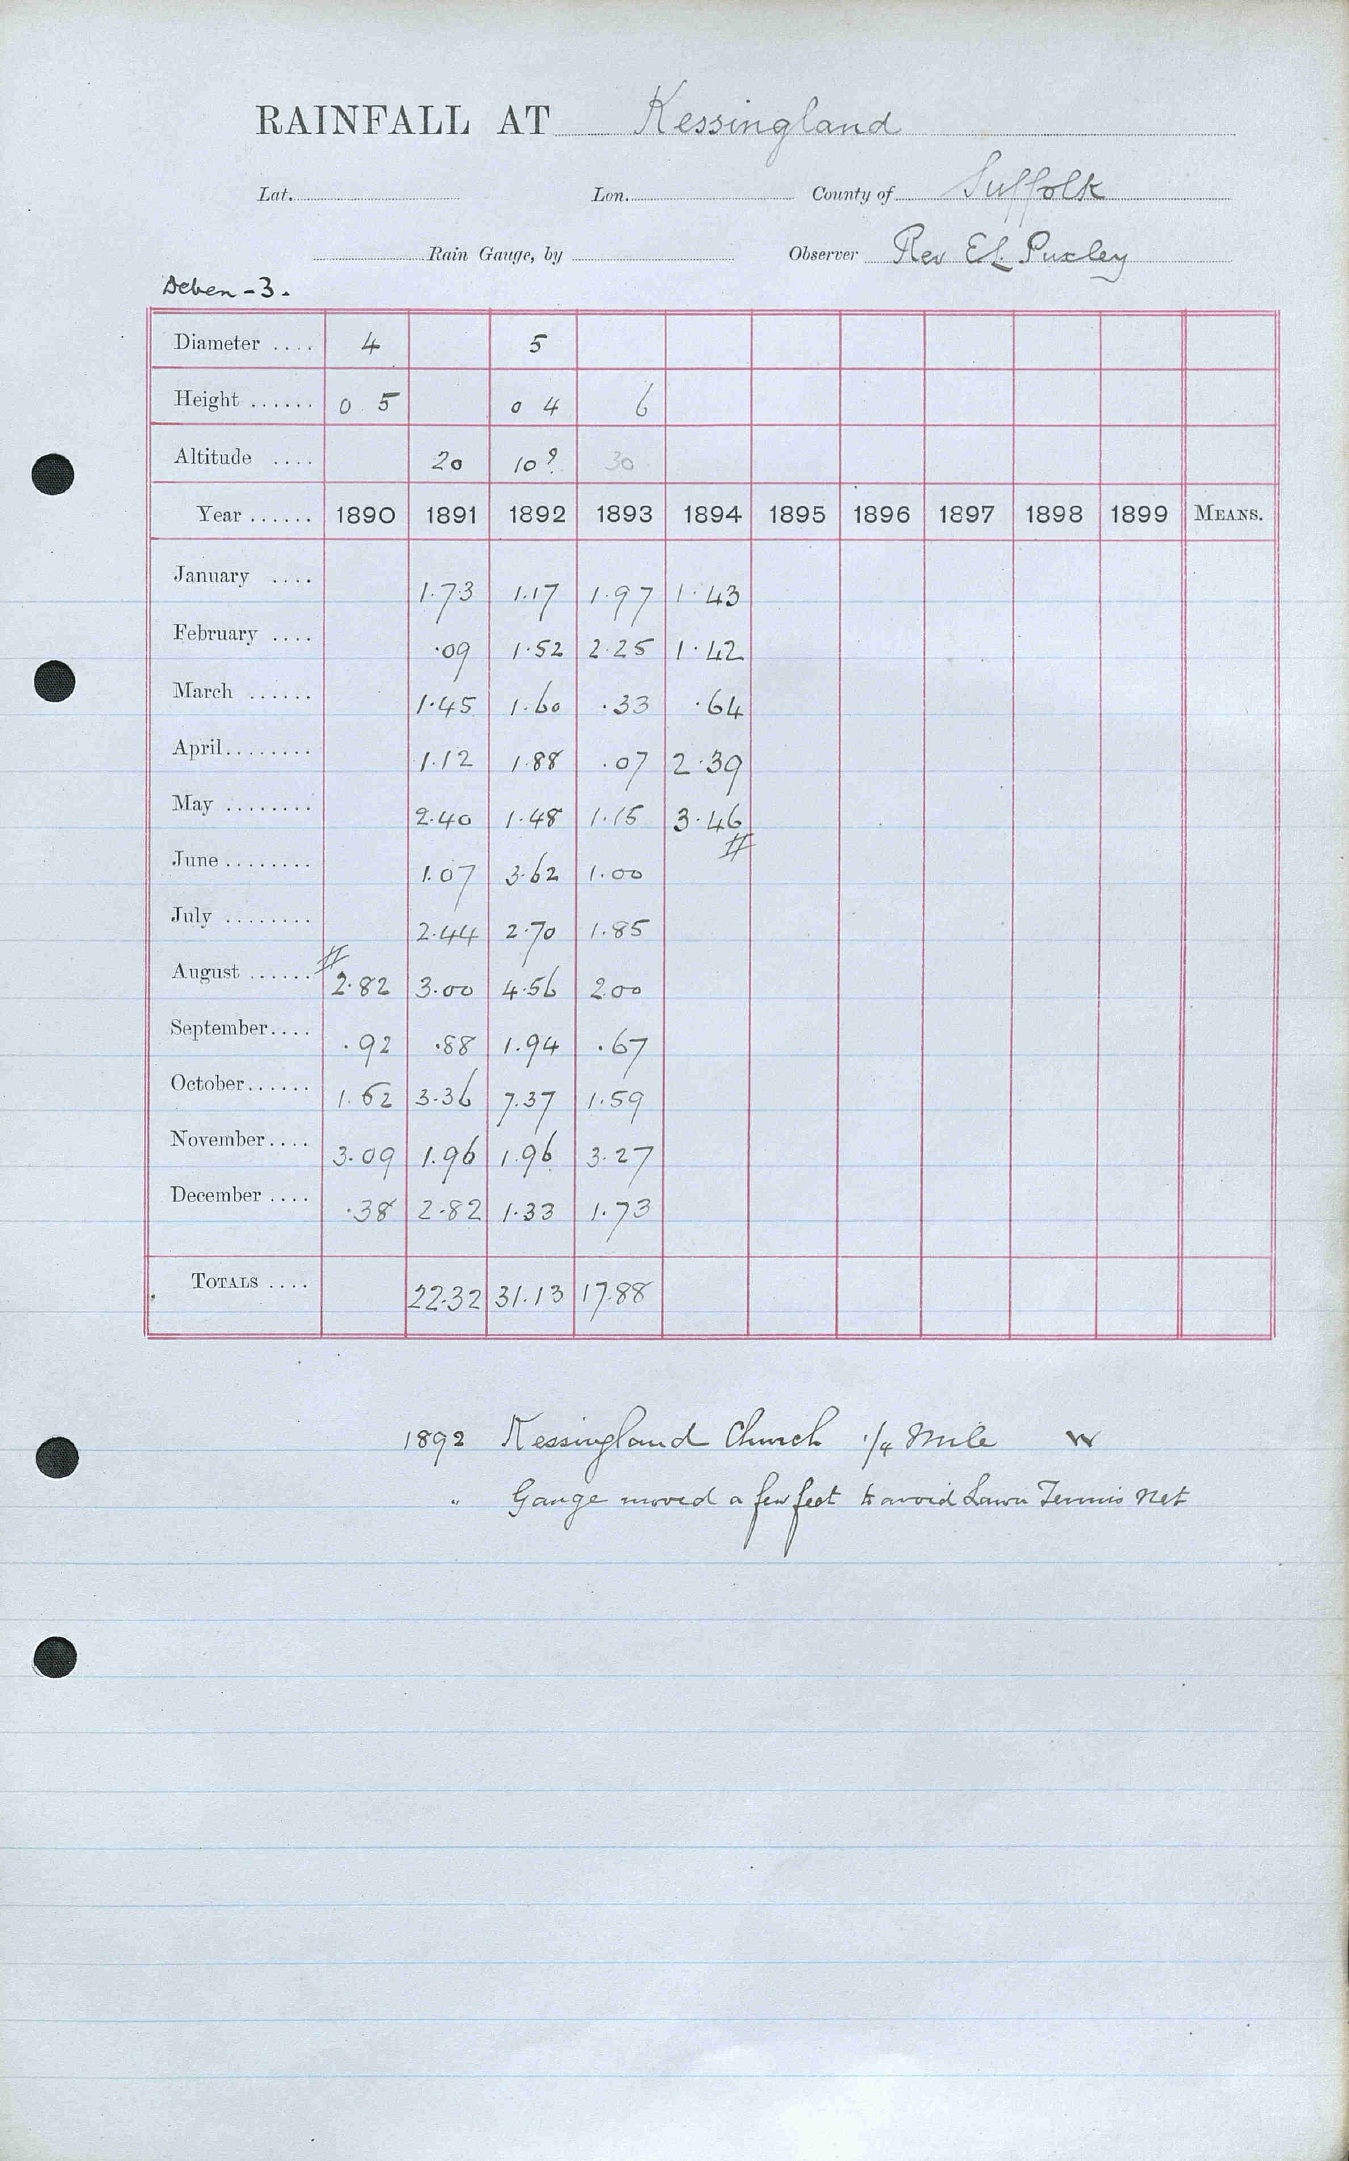 RAINFALL AT Kessingland
Lat. Lon. County of Suffolk
Rain Gauge, by Observer Rev E.L. Puxley
Deben - 3.
Diameter .... 4 5
Height ...... 0 5 0 4 6
Altitude .... 20 10? 30
Year ...... 1890 1891 1892 1893 1894 1895 1896 1897 1898 1899 MEANS.
January .... 1.73 1.17 1.97 1.43
February .... .09 1.52 2.25 1.42
March ...... 1.45 1.60 .33 .64
April........ 1.12 1.88 .07 2.39
May ........ 2.40 1.48 1.15 3.46
June ........ 1.07 3.62 1.00
July ........ 2.44 2.70 1.85
August ...... 2.82 3.00 4.56 2.00
September.... .92 .88 1.94 .67
October...... 1.62 3.36 7.37 1.59
November.... 3.09 1.96 1.96 3.27
December .... .38 2.82 1.33 1.73
TOTALS .... 22.32 31.13 17.88
1892 Kessingland Church 1/4 Mile W
" Gauge moved a few feet to avoid Lawn Tennis Net